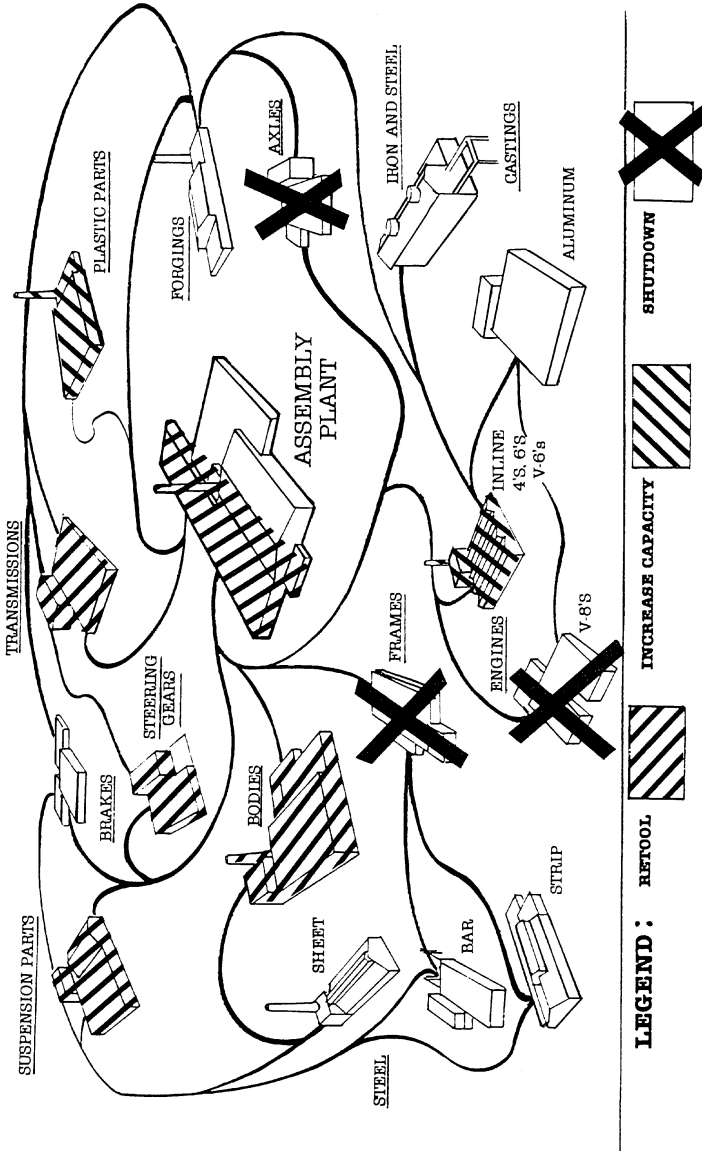 SUSPENSION PARTS
BRAKES
TRANSMISSIONS
PLASTIC PARTS
STEERING
GEARS
FORGINGS
BODIES
ASSEMBLY
PLANT
AXLES
SHEET
STEEL
FRAMES
IRON AND STEEL
CASTINGS
BAR
ENGINES
INLINE
4'S, 6'S
V-6's
ALUMINUM
STRIP
V-8'S
LEGEND: RETOOL INCREASE CAPACITY SHUTDOWN